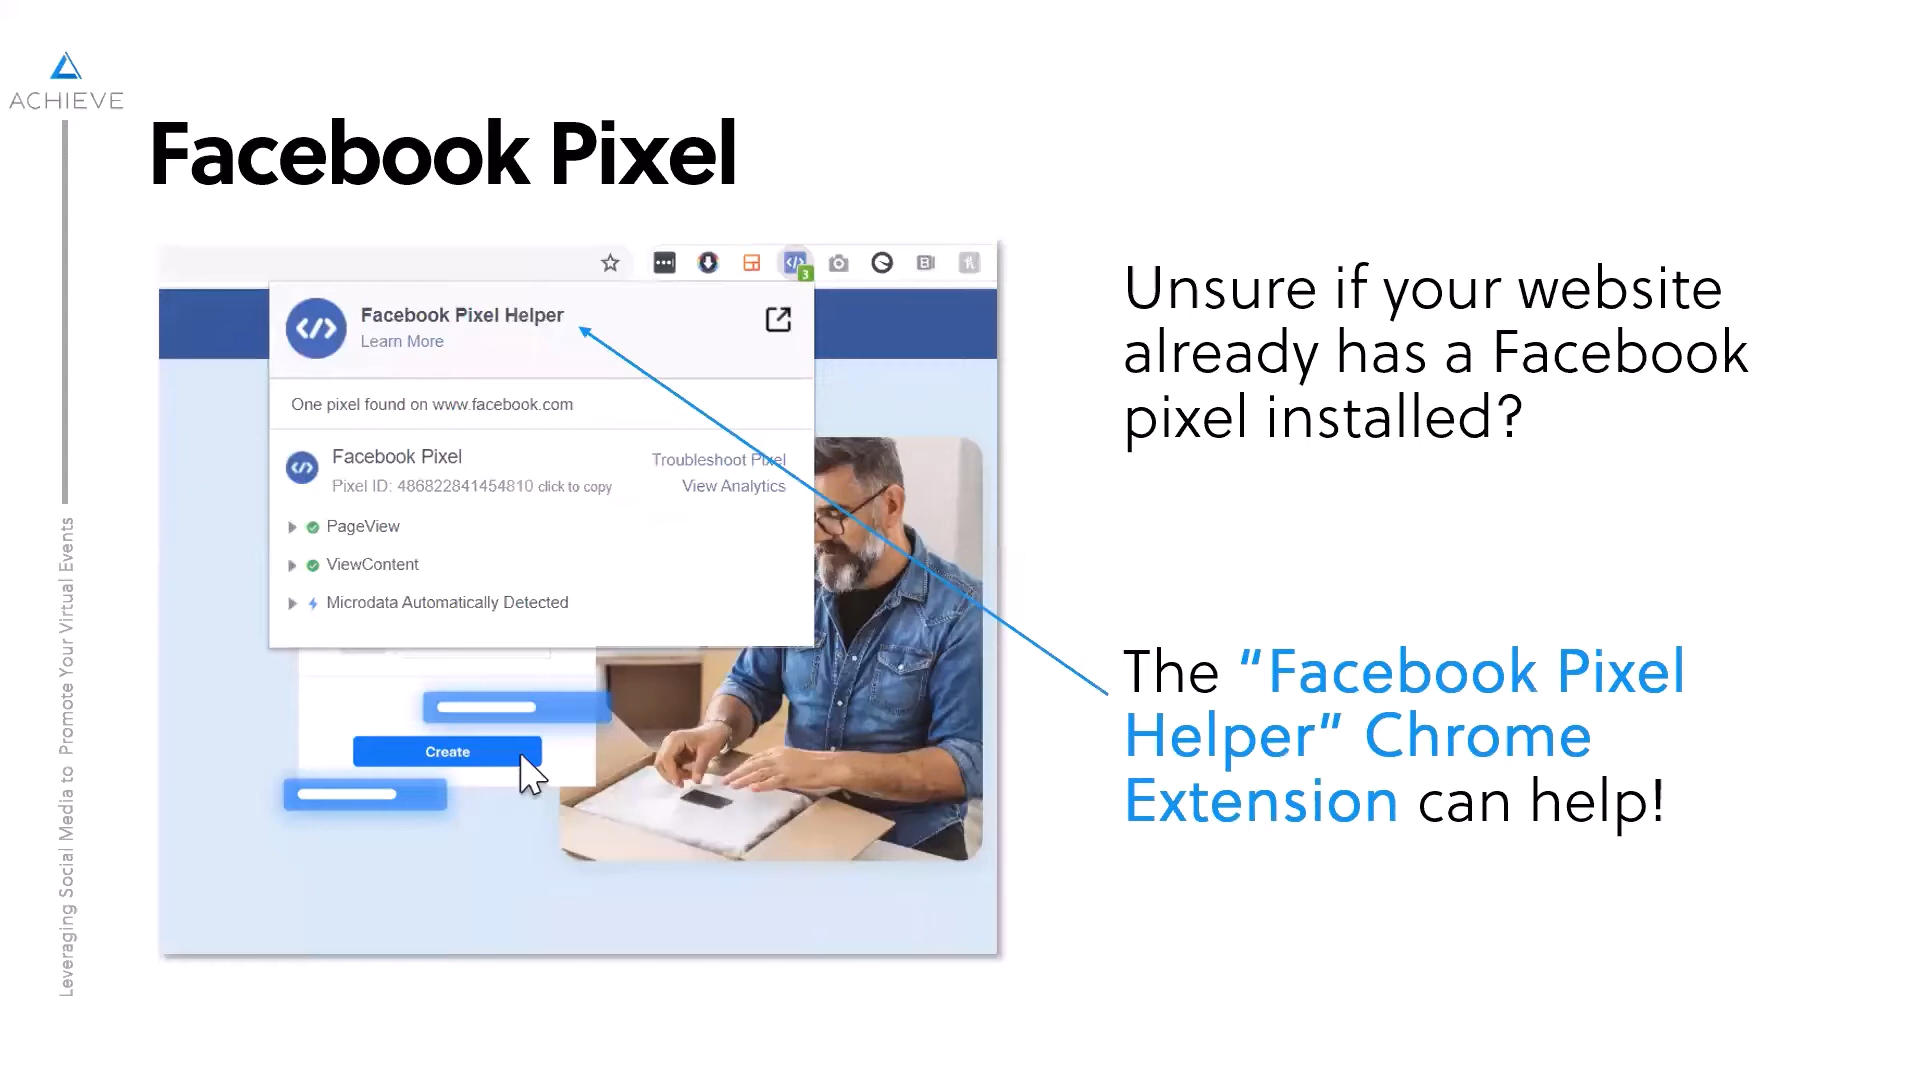 ACHIEVE
Leveraging Social Media to Promote Your Virtual Events
Facebook Pixel
3
Facebook Pixel Helper
Learn More
One pixel found on www.facebook.com
Facebook Pixel
Troubleshoot Pixel
Pixel ID: 486822841454810 click to copy
View Analytics
PageView
ViewContent
Microdata Automatically Detected
Create
Unsure if your website
already has a Facebook
pixel installed?
The “Facebook Pixel
Helper” Chrome
Extension can help!